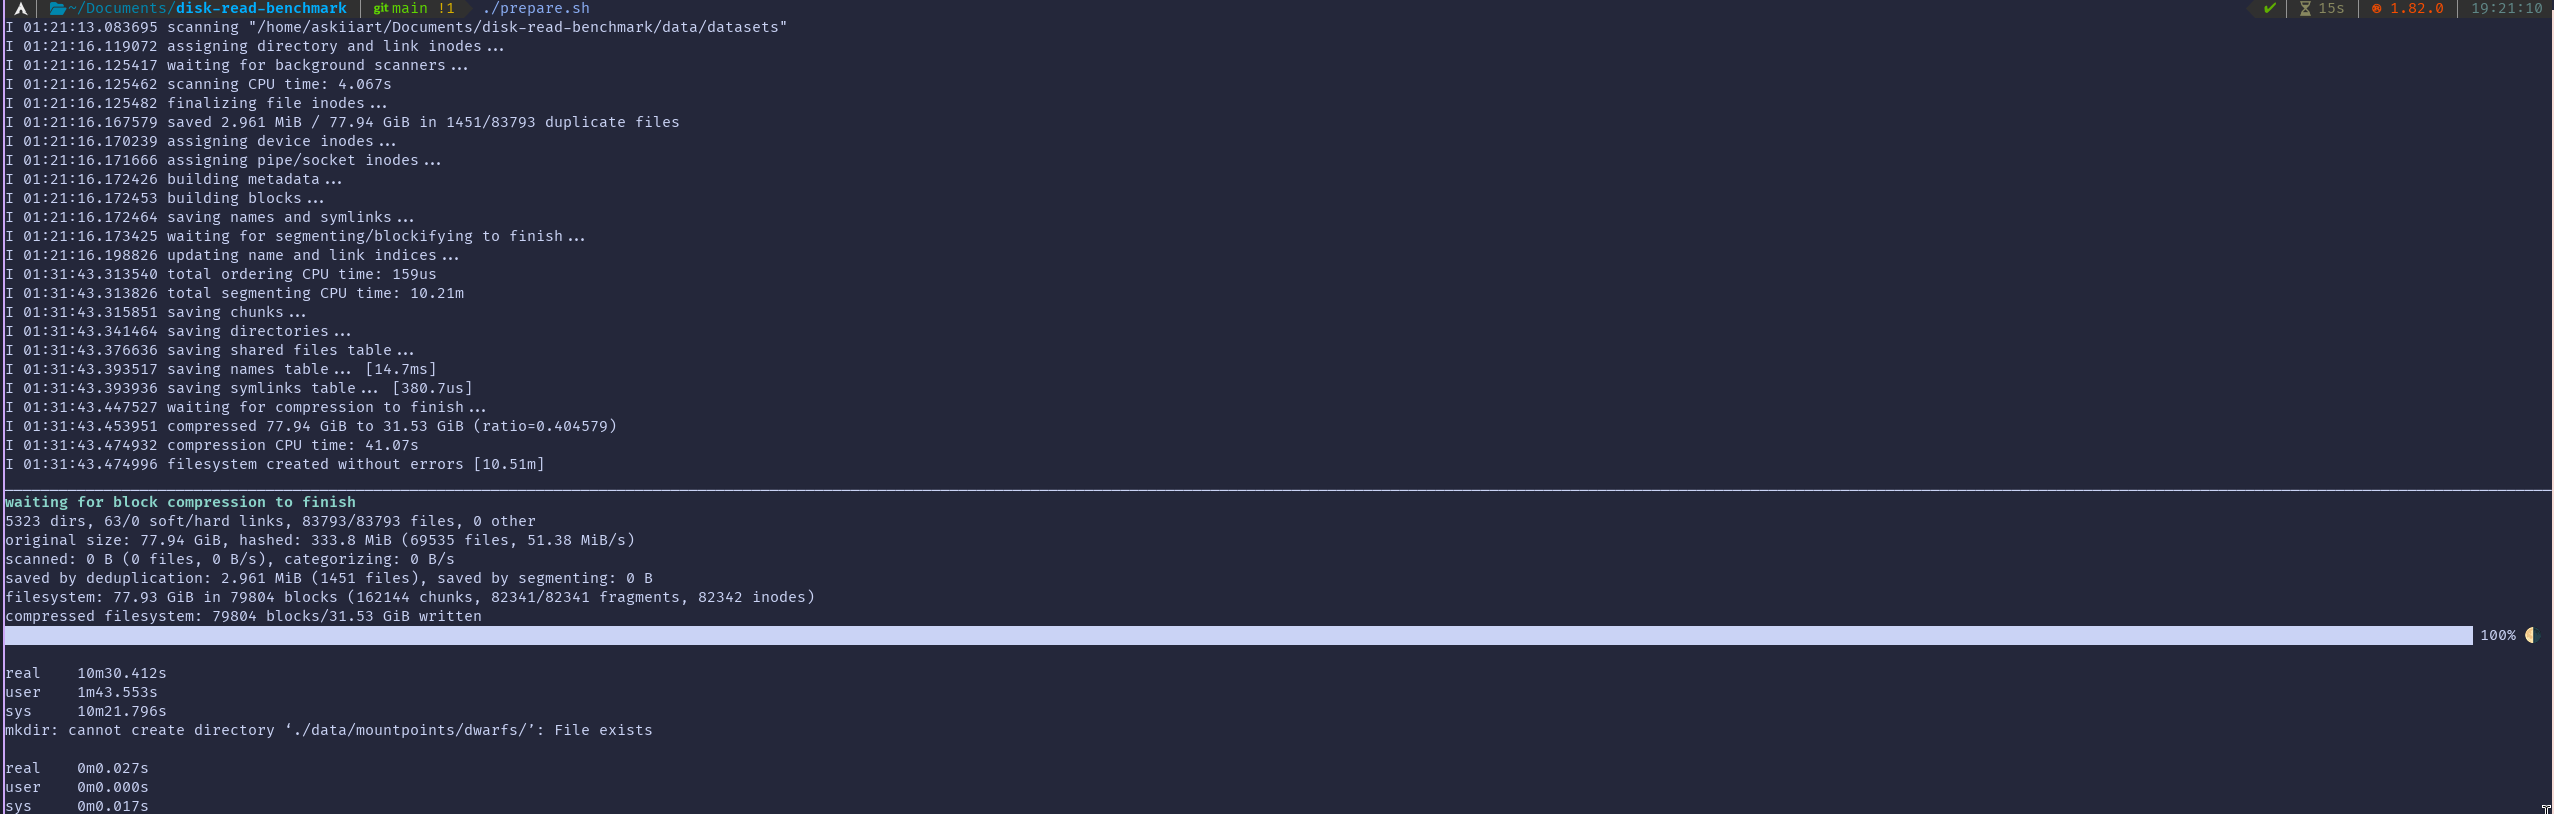 ~/Documents/disk-read-benchmark git main !1 ./prepare.sh ✔ 15s 1.82.0 19:21:10
I 01:21:13.083695 scanning "/home/askiiart/Documents/disk-read-benchmark/data/datasets"
I 01:21:16.119072 assigning directory and link inodes...
I 01:21:16.125417 waiting for background scanners...
I 01:21:16.125462 scanning CPU time: 4.067s
I 01:21:16.125482 finalizing file inodes...
I 01:21:16.167579 saved 2.961 MiB / 77.94 GiB in 1451/83793 duplicate files
I 01:21:16.170239 assigning device inodes...
I 01:21:16.171666 assigning pipe/socket inodes...
I 01:21:16.172426 building metadata...
I 01:21:16.172453 building blocks...
I 01:21:16.172464 saving names and symlinks...
I 01:21:16.173425 waiting for segmenting/blockifying to finish...
I 01:21:16.198826 updating name and link indices...
I 01:31:43.313540 total ordering CPU time: 159us
I 01:31:43.313826 total segmenting CPU time: 10.21m
I 01:31:43.315851 saving chunks...
I 01:31:43.341464 saving directories...
I 01:31:43.376636 saving shared files table...
I 01:31:43.393517 saving names table... [14.7ms]
I 01:31:43.393936 saving symlinks table... [380.7us]
I 01:31:43.447527 waiting for compression to finish...
I 01:31:43.453951 compressed 77.94 GiB to 31.53 GiB (ratio=0.404579)
I 01:31:43.474932 compression CPU time: 41.07s
I 01:31:43.474996 filesystem created without errors [10.51m]
waiting for block compression to finish
5323 dirs, 63/0 soft/hard links, 83793/83793 files, 0 other
original size: 77.94 GiB, hashed: 333.8 MiB (69535 files, 51.38 MiB/s)
scanned: 0 B (0 files, 0 B/s), categorizing: 0 B/s
saved by deduplication: 2.961 MiB (1451 files), saved by segmenting: 0 B
filesystem: 77.93 GiB in 79804 blocks (162144 chunks, 82341/82341 fragments, 82342 inodes)
compressed filesystem: 79804 blocks/31.53 GiB written
100%
real 10m30.412s
user 1m43.553s
sys 10m21.796s
mkdir: cannot create directory ‘./data/mountpoints/dwarfs/’: File exists
real 0m0.027s
user 0m0.000s
sys 0m0.017s